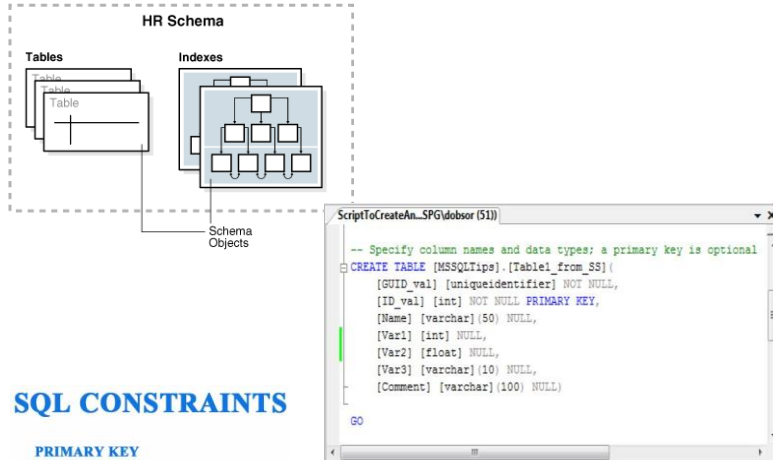 HR Schema
Tables
Indexes
Table
Table
Table
Schema
Objects
ScriptToCreateAn...SPG\dobsor (51))
-- Specify column names and data types; a primary key is optional
CREATE TABLE [MSSQLTips].[Table1_from_SS](
[GUID_val] [uniqueidentifier] NOT NULL,
[ID_val] [int] NOT NULL PRIMARY KEY,
[Name] [varchar](50) NULL,
[Var1] [int] NULL,
[Var2] [float] NULL,
[Var3] [varchar](10) NULL,
[Comment] [varchar](100) NULL)
GO
SQL CONSTRAINTS
PRIMARY KEY